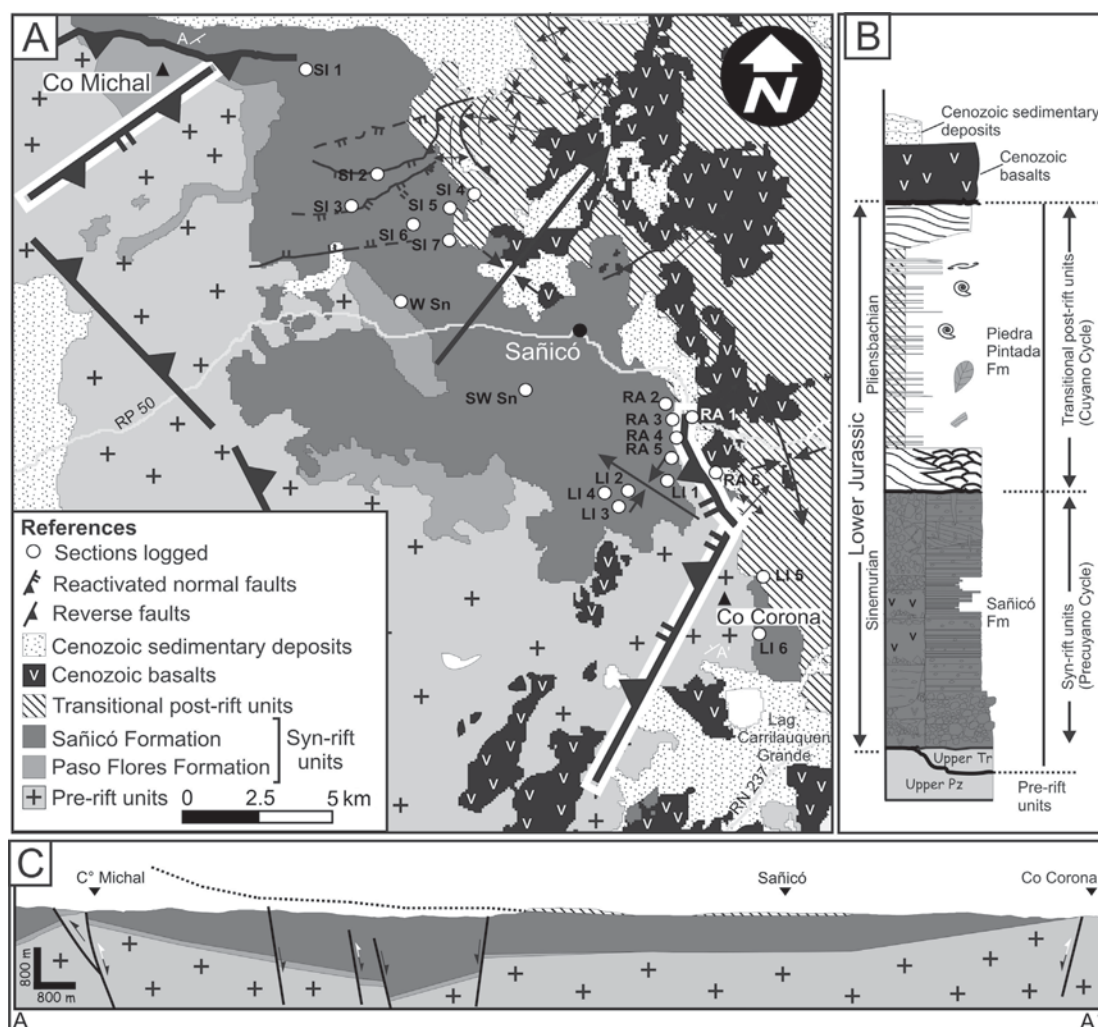 A
A
Co Michal
SI 1
N
SI 2
SI 4
SI 3
SI 5
SI 6
SI 7
W Sn
Sañicó
RP 50
SW Sn
RA 2
RA 1
RA 3
RA 4
RA 5
RA 6
LI 2
LI 1
LI 4
LI 3
LI 5
Co Corona
A'
LI 6
Lag.
Carrilauquen
Grande
RN 237
References
Sections logged
Reactivated normal faults
Reverse faults
Cenozoic sedimentary deposits
V Cenozoic basalts
Transitional post-rift units
Sañicó Formation
Paso Flores Formation
Syn-rift
units
Pre-rift units
0 2.5 5 km
B
Cenozoic sedimentary
deposits
Cenozoic
basalts
Lower Jurassic
Pliensbachian
Sinemurian
Piedra
Pintada
Fm
Transitional post-rift units
(Cuyano Cycle)
Sañicó
Fm
Syn-rift units
(Precuyano Cycle)
Upper Tr
Upper Pz
Pre-rift
units
C
C° Michal
Sañicó
Co Corona
800 m
800 m
A
A'